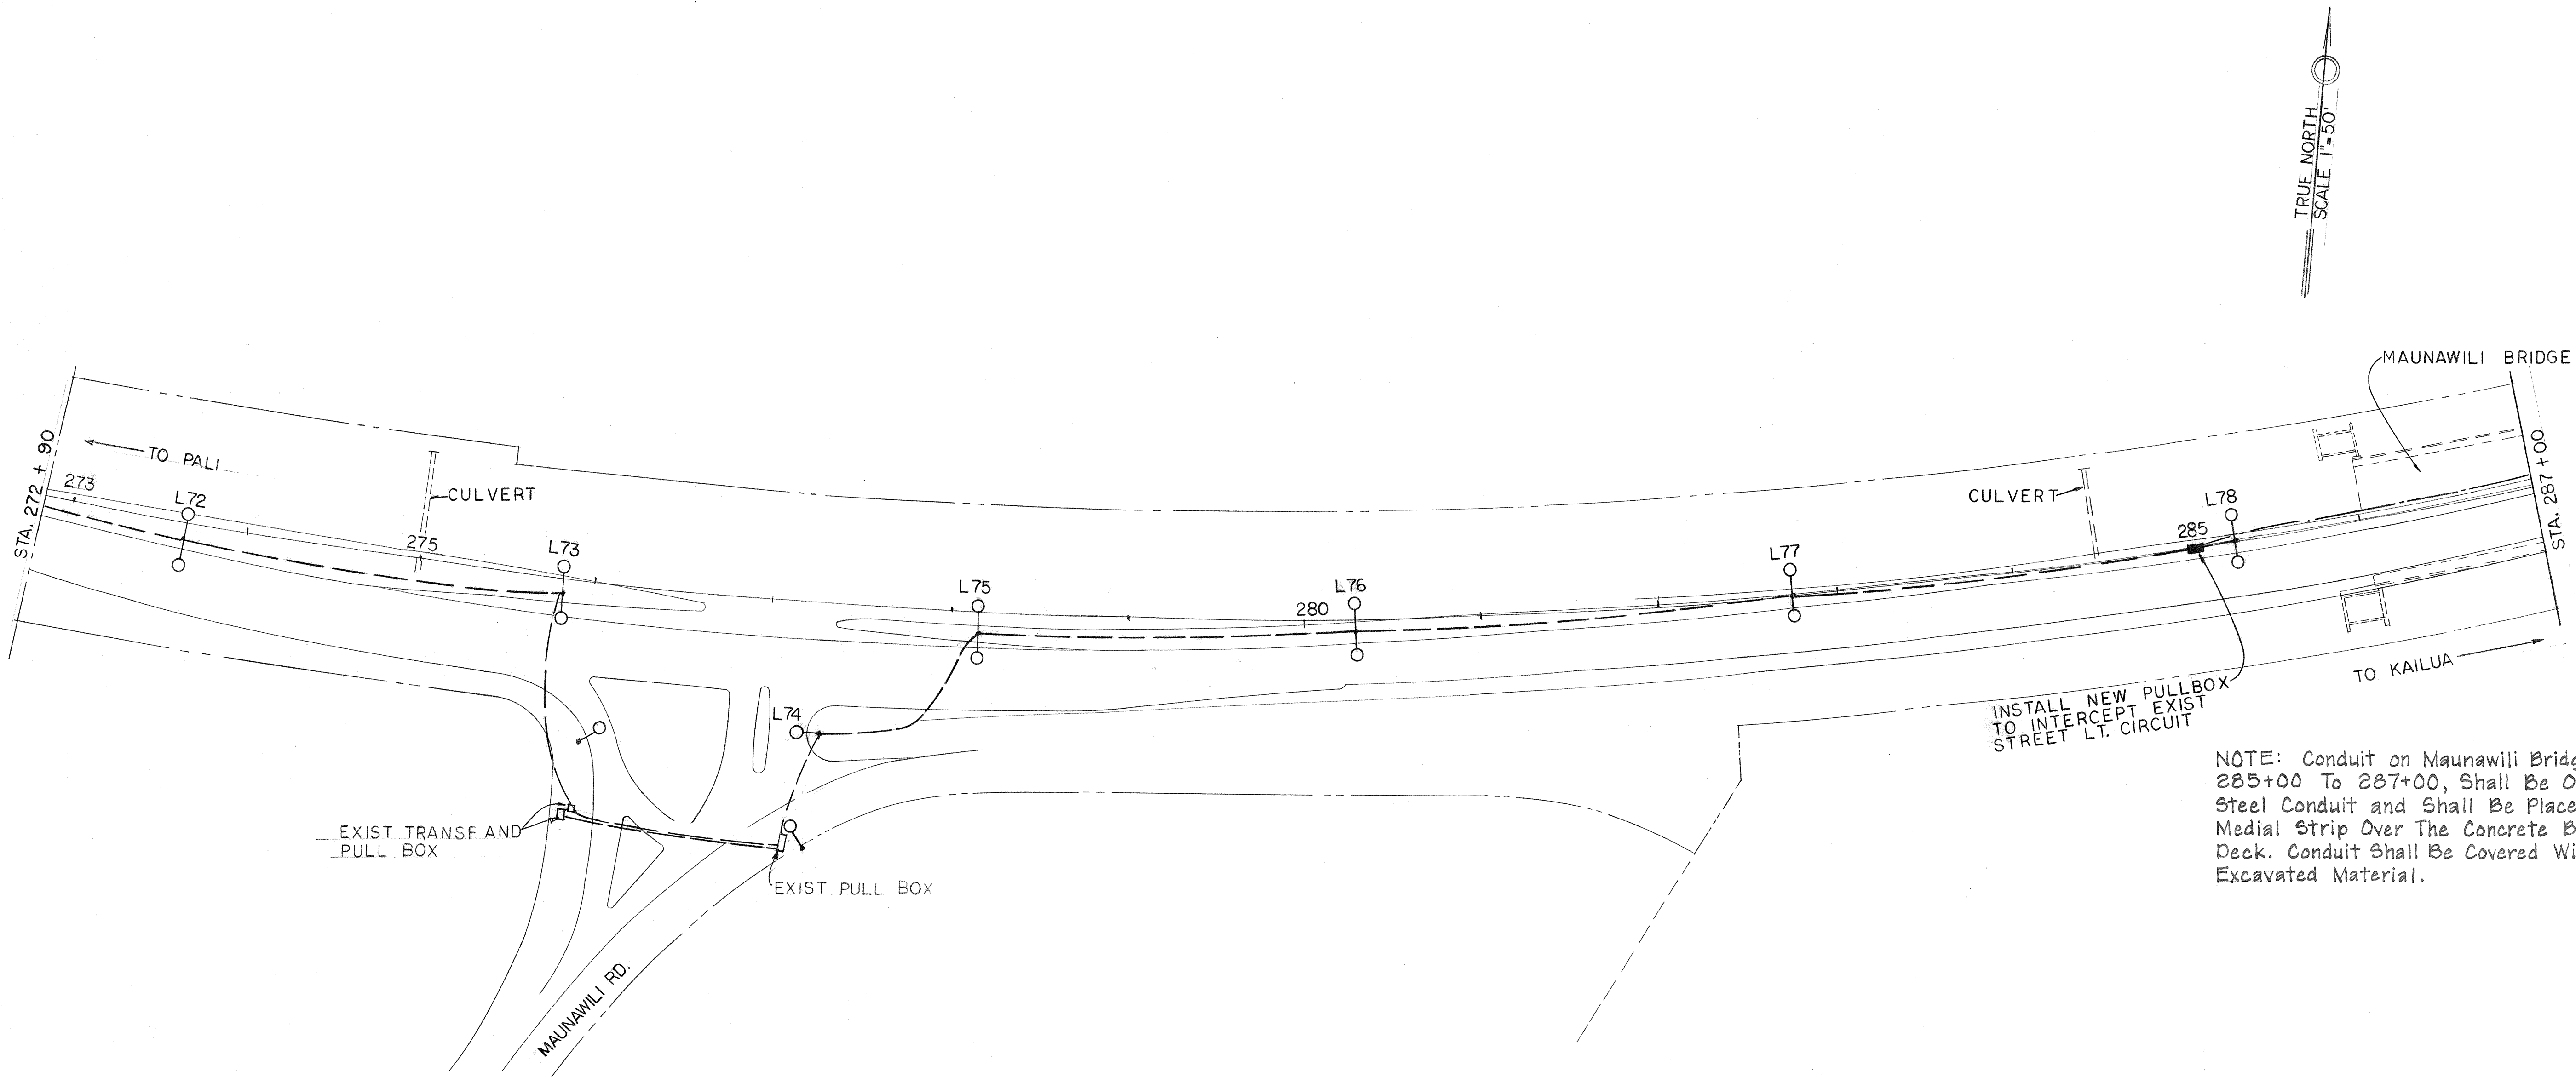 TRUE NORTH
SCALE 1"=50'
MAUNAWILI BRIDGE
STA. 272 + 90
TO PALI
273
L72
CULVERT
275
L73
L75
L76
280
L77
CULVERT
285
L78
STA. 287+00
L74
TO KAILUA
INSTALL NEW PULLBOX
TO INTERCEPT EXIST
STREET LT. CIRCUIT
NOTE: Conduit on Maunawili
285+00 To 287+00, Shall Be
Steel Conduit and Shall Be
Medial Strip Over The Concrete
Deck. Conduit Shall Be Covered
Excavated Material.
EXIST TRANSF. AND
PULL BOX
EXIST PULL BOX
MAUNAWILI RD.